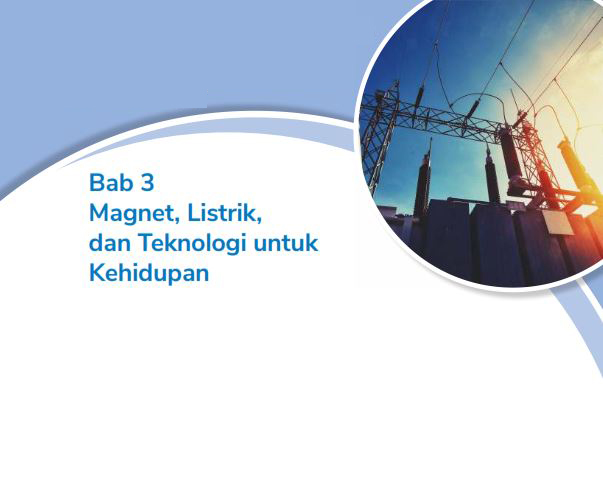 Bab 3
Magnet, Listrik,
dan Teknologi untuk
Kehidupan